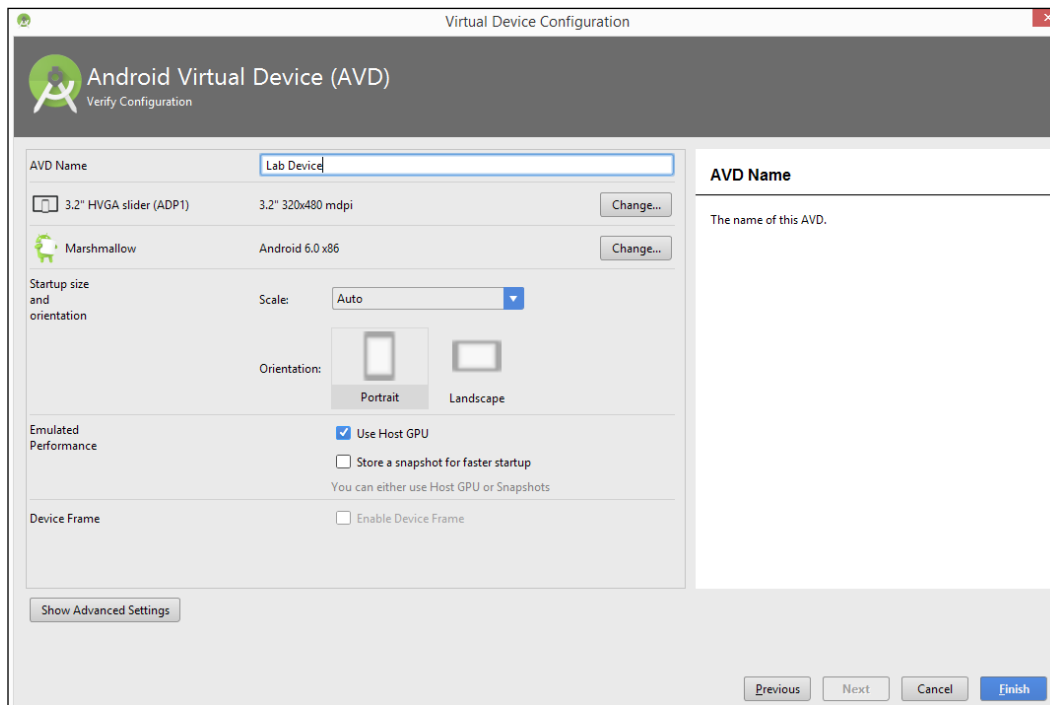 Virtual Device Configuration
Android Virtual Device (AVD)
Verify Configuration
AVD Name
Lab Device
3.2" HVGA slider (ADP1)
3.2" 320x480 mdpi
Change...
Marshmallow
Android 6.0 x86
Change...
Startup size
and
orientation
Scale:
Auto
Orientation:
Portrait
Landscape
Emulated
Performance
Use Host GPU
Store a snapshot for faster startup
You can either use Host GPU or Snapshots
Device Frame
Enable Device Frame
Show Advanced Settings
AVD Name
The name of this AVD.
Previous
Next
Cancel
Finish